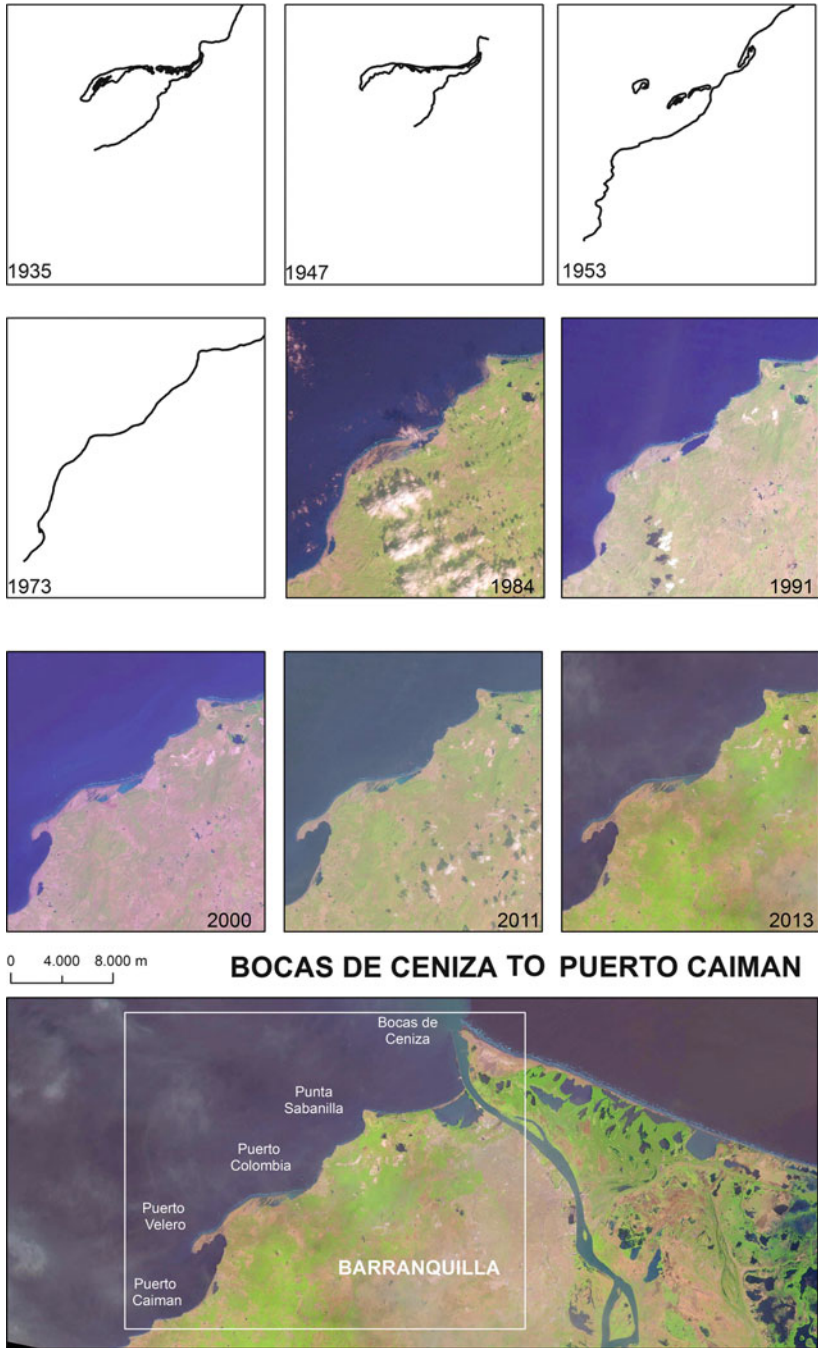 1935
1947
1953
1973
1984
1991
2000
2011
2013
0 4.000 8.000 m
BOCAS DE CENIZA TO PUERTO CAIMAN
Bocas de
Ceniza
Punta
Sabanilla
Puerto
Colombia
Puerto
Velero
BARRANQUILLA
Puerto
Caiman